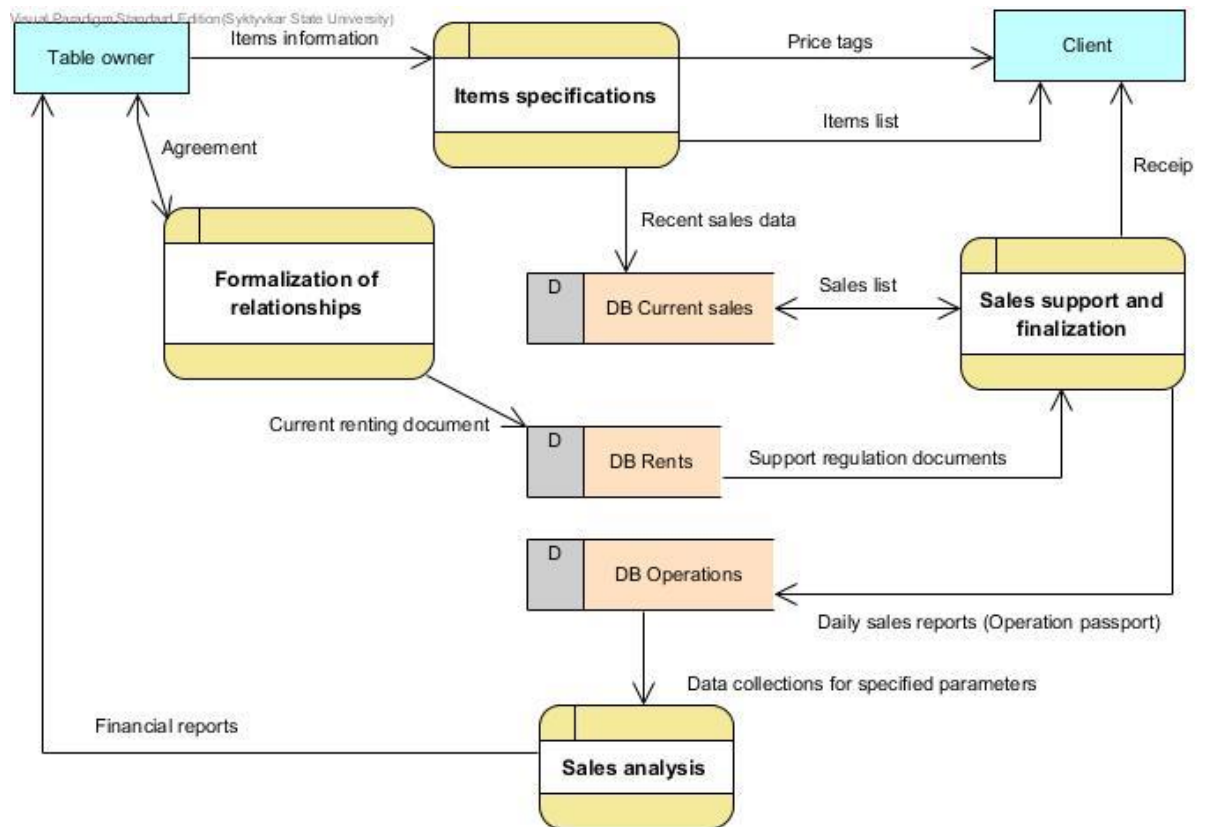 Visual Paradigm Standard Edition(Syktyvkar State University)
Table owner
Items information
Items specifications
Price tags
Client
Items list
Agreement
Receip
Recent sales data
Formalization of
relationships
D
DB Current sales
Sales list
Sales support and
finalization
Current renting document
D
DB Rents
Support regulation documents
D
DB Operations
Daily sales reports (Operation passport)
Data collections for specified parameters
Financial reports
Sales analysis